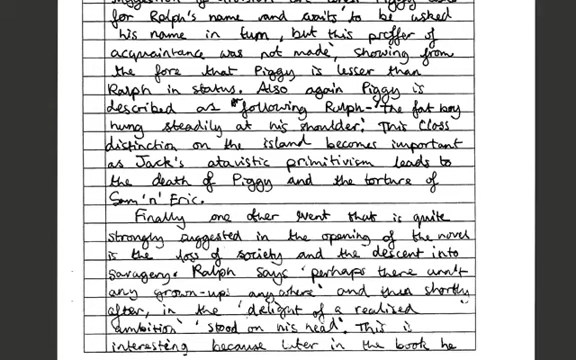 for Ralph's name and waits to be asked
his name in turn, but this proffer of
acquaintance was not made', showing from
the fore that Piggy is lesser than
Ralph in status. Also again Piggy is
described as following Ralph- 'The fat boy
hung steadily at his shoulder.' This class
distinction on the island becomes important
as Jack's atavistic primitivism leads to
the death of Piggy and the torture of
Sam 'n' Eric.
Finally one other event that is quite
strongly suggested in the opening of the novel
is the loss of society and the descent into
savagery. Ralph says 'perhaps there aren't
any grown-ups anywhere' and then shortly
after, in the 'delight of a realised
ambition' 'stood on his head'. This is
interesting because later in the book he